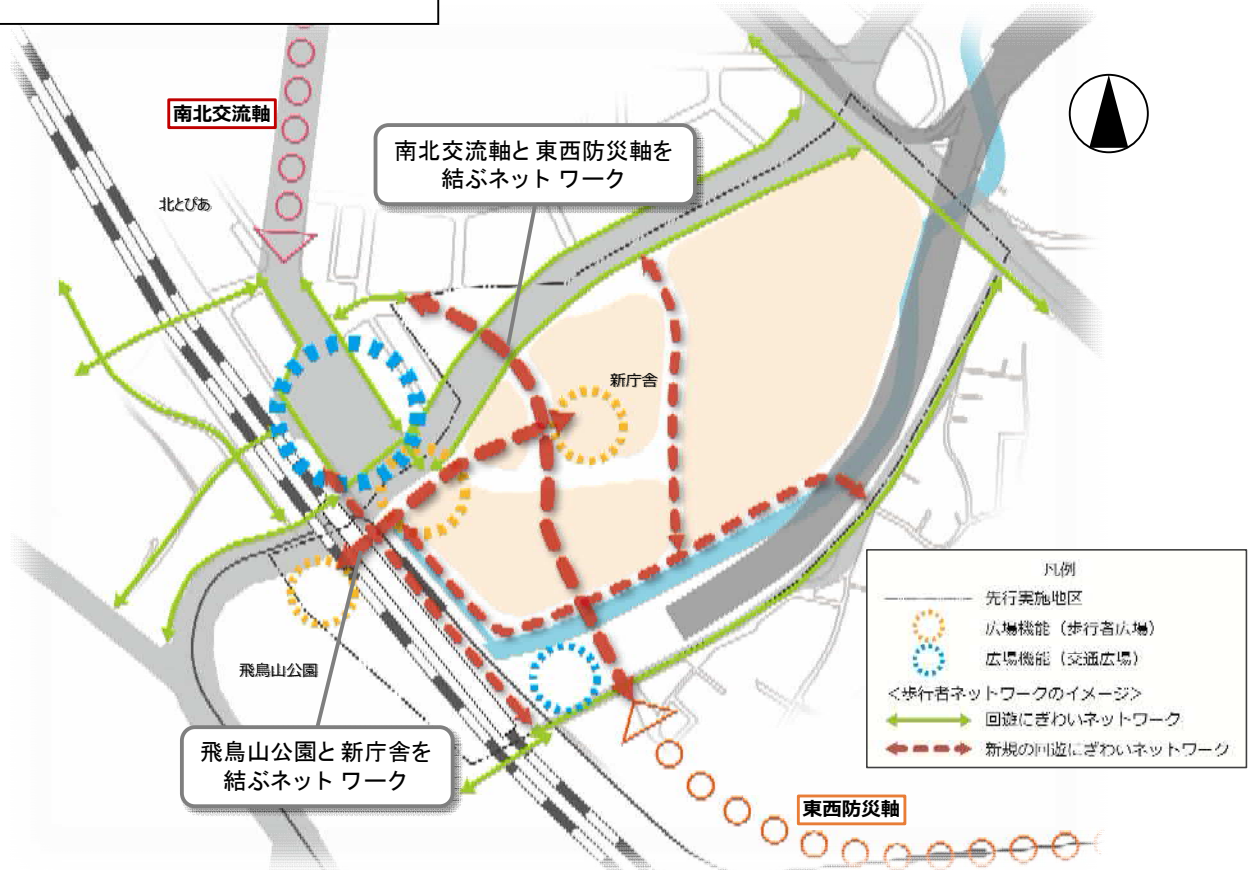 南北交流軸
南北交流軸と東西防災軸を
結ぶネットワーク
北とぴあ
新庁舎
飛鳥山公園
飛鳥山公園と新庁舎を
結ぶネットワーク
東西防災軸
凡例
先行実施地区
広場機能（歩行者広場）
広場機能（交通広場）
＜歩行者ネットワークのイメージ＞
回遊にぎわいネットワーク
新規の回遊にぎわいネットワーク